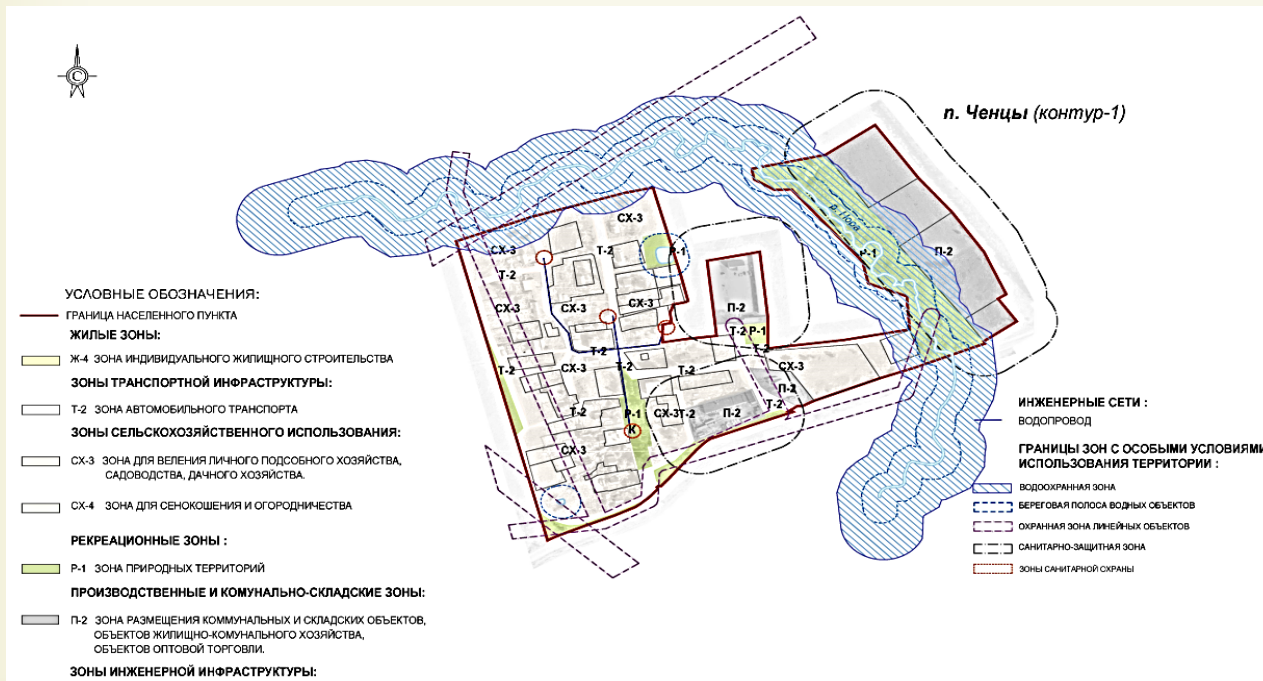 С
п. Ченцы (контур-1)
СХ-3
СХ-3
Т-2
Р-1
р. Нора
Р-1
П-2
Т-2
СХ-3
СХ-3
СХ-3
П-2
Т-2
Р-1
Т-2
Т-2
Т-2
СХ-3
Т-2
Т-2
СХ-3
П-2
Т-2
Т-2
Р-1
СХ-3
Т-2
П-2
К
СХ-3
УСЛОВНЫЕ ОБОЗНАЧЕНИЯ:
ГРАНИЦА НАСЕЛЕННОГО ПУНКТА
ЖИЛЫЕ ЗОНЫ:
Ж-4 ЗОНА ИНДИВИДУАЛЬНОГО ЖИЛИЩНОГО СТРОИТЕЛЬСТВА
ЗОНЫ ТРАНСПОРТНОЙ ИНФРАСТРУКТУРЫ:
Т-2 ЗОНА АВТОМОБИЛЬНОГО ТРАНСПОРТА
ЗОНЫ СЕЛЬСКОХОЗЯЙСТВЕННОГО ИСПОЛЬЗОВАНИЯ:
СХ-3 ЗОНА ДЛЯ ВЕЛЕНИЯ ЛИЧНОГО ПОДСОБНОГО ХОЗЯЙСТВА,
САДОВОДСТВА, ДАЧНОГО ХОЗЯЙСТВА.
СХ-4 ЗОНА ДЛЯ СЕНОКОШЕНИЯ И ОГОРОДНИЧЕСТВА
РЕКРЕАЦИОННЫЕ ЗОНЫ :
Р-1 ЗОНА ПРИРОДНЫХ ТЕРРИТОРИЙ
ПРОИЗВОДСТВЕННЫЕ И КОМУНАЛЬНО-СКЛАДСКИЕ ЗОНЫ:
П-2 ЗОНА РАЗМЕЩЕНИЯ КОММУНАЛЬНЫХ И СКЛАДСКИХ ОБЪЕКТОВ,
ОБЪЕКТОВ ЖИЛИЩНО-КОМУНАЛЬНОГО ХОЗЯЙСТВА,
ОБЪЕКТОВ ОПТОВОЙ ТОРГОВЛИ.
ЗОНЫ ИНЖЕНЕРНОЙ ИНФРАСТРУКТУРЫ:
ИНЖЕНЕРНЫЕ СЕТИ :
ВОДОПРОВОД
ГРАНИЦЫ ЗОН С ОСОБЫМИ УСЛОВИЯМИ
ИСПОЛЬЗОВАНИЯ ТЕРРИТОРИИ :
ВОДООХРАННАЯ ЗОНА
БЕРЕГОВАЯ ПОЛОСА ВОДНЫХ ОБЪЕКТОВ
ОХРАННАЯ ЗОНА ЛИНЕЙНЫХ ОБЪЕКТОВ
САНИТАРНО-ЗАЩИТНАЯ ЗОНА
ЗОНЫ САНИТАРНОЙ ОХРАНЫ